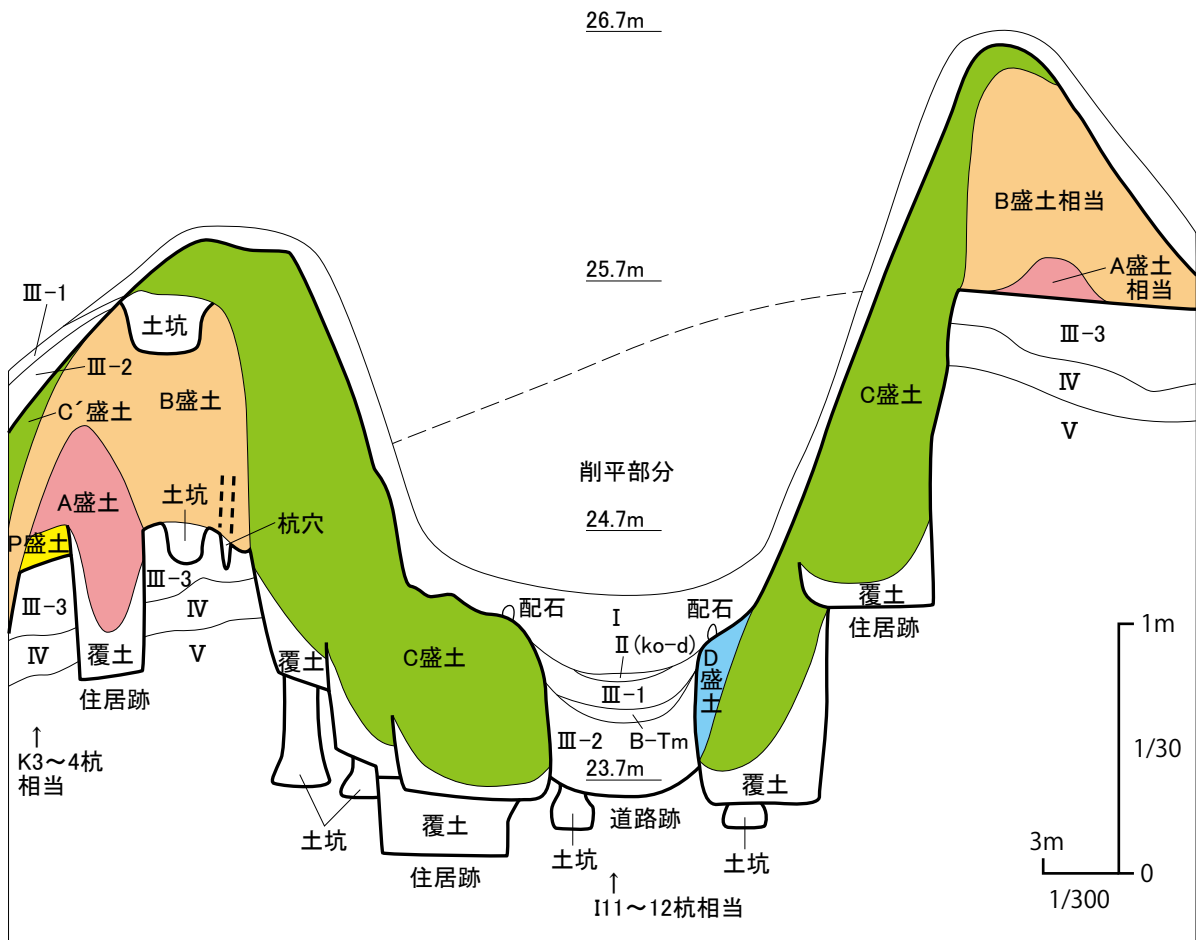 26.7m
B盛土相当
A盛土
相当
25.7m
Ⅲ-1
土坑
Ⅲ-3
Ⅲ-2
Ⅳ
B盛土
C盛土
C´盛土
Ⅴ
削平部分
A盛土
土坑
24.7m
杭穴
P盛土
Ⅲ-3
Ⅲ-3
Ⅳ
覆土
住居跡
配石
Ⅰ
配石
Ⅱ(ko-d)
1m
Ⅳ
覆土
Ⅴ
覆土
C盛土
D
盛
土
住居跡
Ⅲ-1
Ⅲ-2
B-Tm
↑
K3～4杭
相当
23.7m
覆土
1/30
道路跡
覆土
土坑
住居跡
土坑
土坑
3m
0
1/300
↑
I11～12杭相当